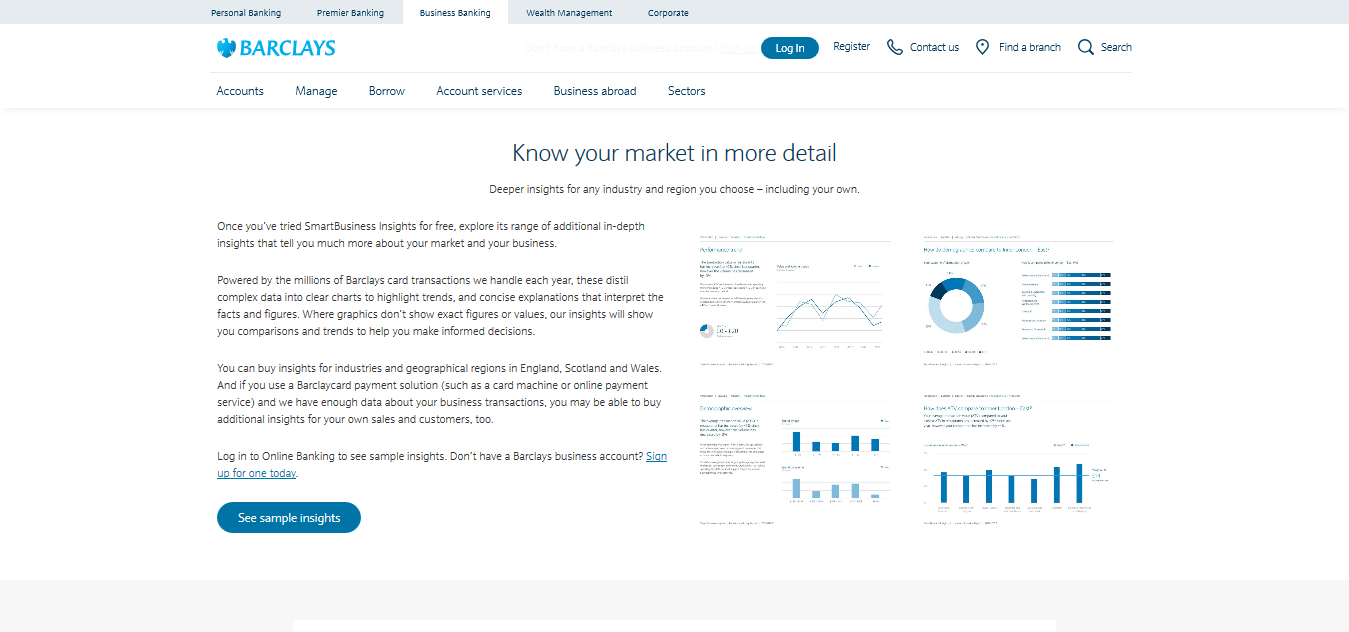 Personal Banking
Premier Banking
Business Banking
Wealth Management
Corporate
BARCLAYS
Don't have a Barclays business account? Sign
Log In
Register
Contact us
Find a branch
Search
Accounts
Manage
Borrow
Account services
Business abroad
Sectors
Know your market in more detail
Deeper insights for any industry and region you choose – including your own.
Once you've tried SmartBusiness Insights for free, explore its range of additional in-depth
insights that tell you much more about your market and your business.
Powered by the millions of Barclays card transactions we handle each year, these distil
complex data into clear charts to highlight trends, and concise explanations that interpret the
facts and figures. Where graphics don't show exact figures or values, our insights will show
you comparisons and trends to help you make informed decisions.
You can buy insights for industries and geographical regions in England, Scotland and Wales.
And if you use a Barclaycard payment solution (such as a card machine or online payment
service) and we have enough data about your business transactions, you may be able to buy
additional insights for your own sales and customers, too.
Log in to Online Banking to see sample insights. Don't have a Barclays business account? Sign
up for one today.
See sample insights
Performance trend
How do demographics compare to Inner London - East?
Demographic overview
How does ATV compare to Inner London - East?